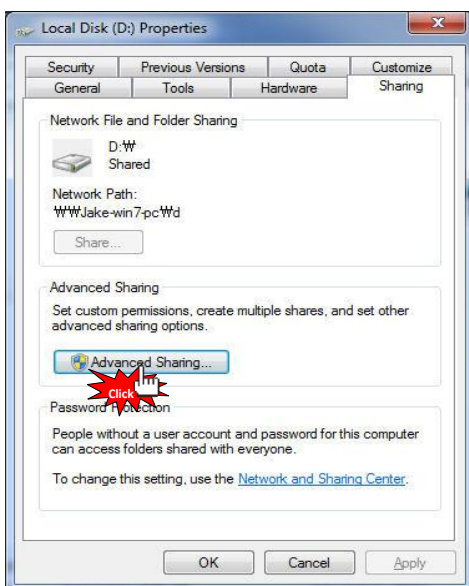 Local Disk (D:) Properties
Security Previous Versions Quota Customize
General Tools Hardware Sharing
Network File and Folder Sharing
D:₩
Shared
Network Path:
₩₩Jake-win7-pc₩d
Share...
Advanced Sharing
Set custom permissions, create multiple shares, and set other
advanced sharing options.
Advanced Sharing...
Click
Password Protection
People without a user account and password for this computer
can access folders shared with everyone.
To change this setting, use the Network and Sharing Center.
OK Cancel Apply